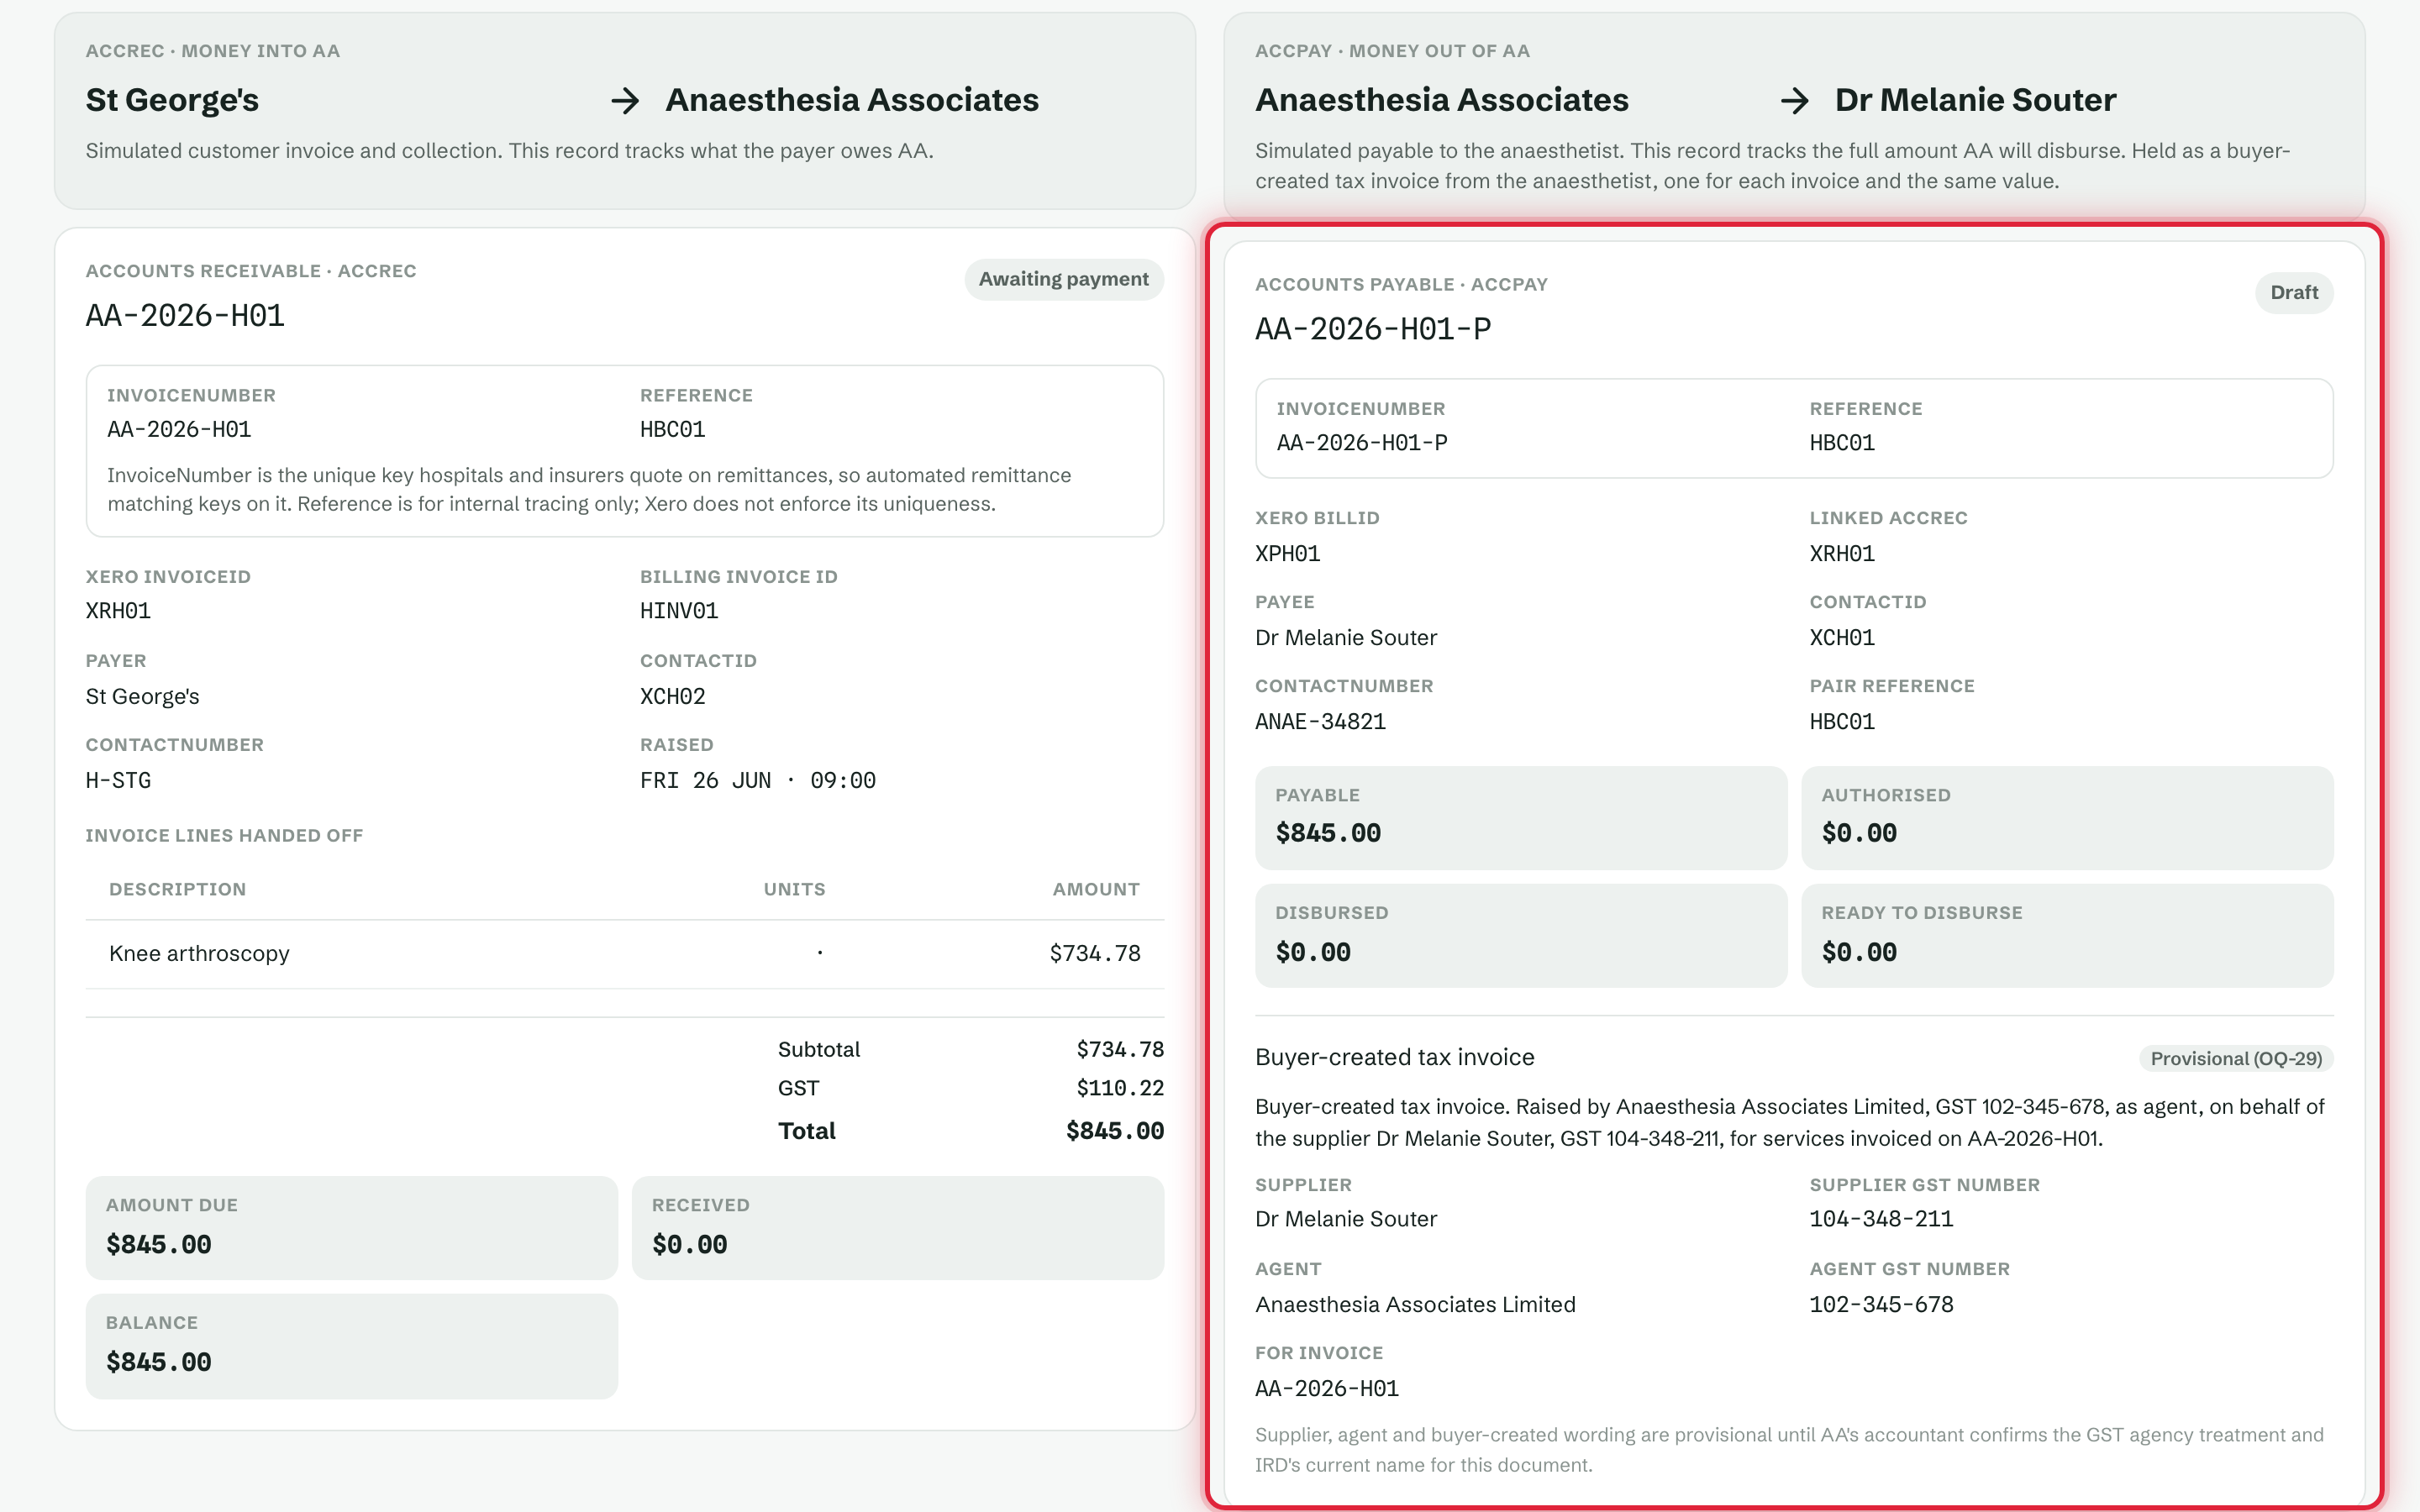 ACCREC · MONEY INTO AA
St George's → Anaesthesia Associates
Simulated customer invoice and collection. This record tracks what the payer owes AA.
ACCOUNTS RECEIVABLE · ACCREC
Awaiting payment
AA-2026-H01
INVOICENUMBER REFERENCE
AA-2026-H01 HBC01
InvoiceNumber is the unique key hospitals and insurers quote on remittances, so automated remittance
matching keys on it. Reference is for internal tracing only; Xero does not enforce its uniqueness.
XERO INVOICEID BILLING INVOICE ID
XRH01 HINV01
PAYER CONTACTID
St George's XCH02
CONTACTNUMBER RAISED
H-STG FRI 26 JUN · 09:00
INVOICE LINES HANDED OFF
DESCRIPTION UNITS AMOUNT
Knee arthroscopy · $734.78
Subtotal $734.78
GST $110.22
Total $845.00
AMOUNT DUE RECEIVED
$845.00 $0.00
BALANCE
$845.00
ACCPAY · MONEY OUT OF AA
Anaesthesia Associates → Dr Melanie Souter
Simulated payable to the anaesthetist. This record tracks the full amount AA will disburse. Held as a buyer-
created tax invoice from the anaesthetist, one for each invoice and the same value.
ACCOUNTS PAYABLE · ACCPAY
Draft
AA-2026-H01-P
INVOICENUMBER REFERENCE
AA-2026-H01-P HBC01
XERO BILLID LINKED ACCREC
XPH01 XRH01
PAYEE CONTACTID
Dr Melanie Souter XCH01
CONTACTNUMBER PAIR REFERENCE
ANAE-34821 HBC01
PAYABLE AUTHORISED
$845.00 $0.00
DISBURSED READY TO DISBURSE
$0.00 $0.00
Buyer-created tax invoice Provisional (OQ-29)
Buyer-created tax invoice. Raised by Anaesthesia Associates Limited, GST 102-345-678, as agent, on behalf of
the supplier Dr Melanie Souter, GST 104-348-211, for services invoiced on AA-2026-H01.
SUPPLIER SUPPLIER GST NUMBER
Dr Melanie Souter 104-348-211
AGENT AGENT GST NUMBER
Anaesthesia Associates Limited 102-345-678
FOR INVOICE
AA-2026-H01
Supplier, agent and buyer-created wording are provisional until AA's accountant confirms the GST agency treatment and
IRD's current name for this document.